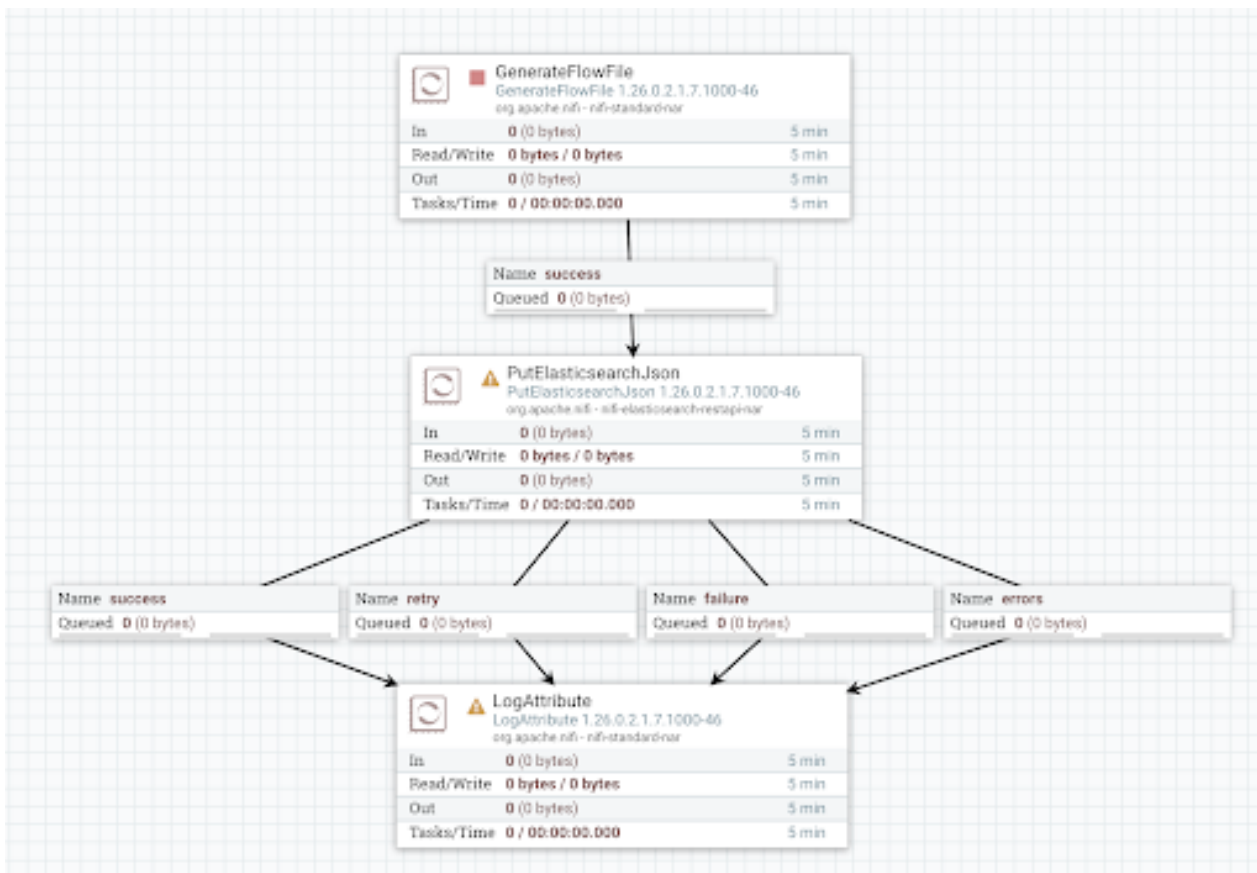 GenerateFlowFile
GenerateFlowFile 1.26.0.2.1.7.1000-46
org.apache.nifi - nifi-standard-nar
In 0 (0 bytes) 5 min
Read/Write 0 bytes / 0 bytes 5 min
Out 0 (0 bytes) 5 min
Tasks/Time 0 / 00:00:00.000 5 min
Name success
Queued 0 (0 bytes)
PutElasticsearchJson
PutElasticsearchJson 1.26.0.2.1.7.1000-46
org.apache.nifi - nifi-elasticsearch-restapi-nar
In 0 (0 bytes) 5 min
Read/Write 0 bytes / 0 bytes 5 min
Out 0 (0 bytes) 5 min
Tasks/Time 0 / 00:00:00.000 5 min
Name success
Queued 0 (0 bytes)
Name retry
Queued 0 (0 bytes)
Name failure
Queued 0 (0 bytes)
Name errors
Queued 0 (0 bytes)
LogAttribute
LogAttribute 1.26.0.2.1.7.1000-46
org.apache.nifi - nifi-standard-nar
In 0 (0 bytes) 5 min
Read/Write 0 bytes / 0 bytes 5 min
Out 0 (0 bytes) 5 min
Tasks/Time 0 / 00:00:00.000 5 min